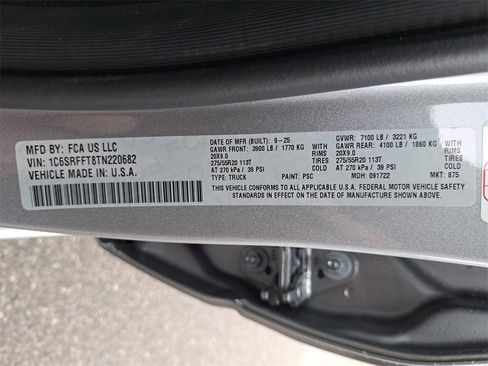 MFD BY: FCA US LLC
VIN: 1C6SRFFT8TN220682
VEHICLE MADE IN: U.S.A.
DATE OF MFR (BUILT): 9-25
GAWR FRONT: 3900 LB / 1770 KG
WITH
20X9.0 RIMS
275/55R20 113T TIRES
AT 270 kPa / 39 PSI
TYPE: TRUCK
PAINT: PSC
GVWR: 7100 LB / 3221 KG
GAWR REAR: 4100 LB / 1860 KG
WITH
20X9.0 RIMS
275/55R20 113T TIRES
AT 270 kPa / 39 PSI
MDH: 091722
MKT: 875
THIS VEHICLE CONFORMS TO ALL APPLICABLE U.S.A. FEDERAL MOTOR VEHICLE SAFETY
STANDARDS IN EFFECT ON THE DATE OF MANUFACTURE SHOWN ABOVE.